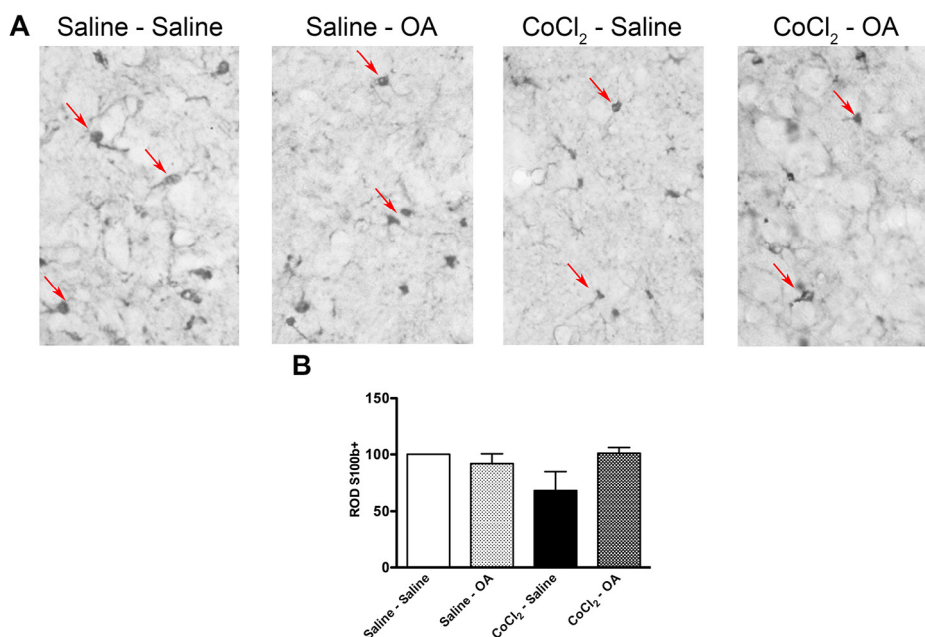 A
Saline - Saline
Saline - OA
CoCl₂ - Saline
CoCl₂ - OA
B
150
100
50
0
ROD S100b+
Saline - Saline
Saline - OA
CoCl₂ - Saline
CoCl₂ - OA